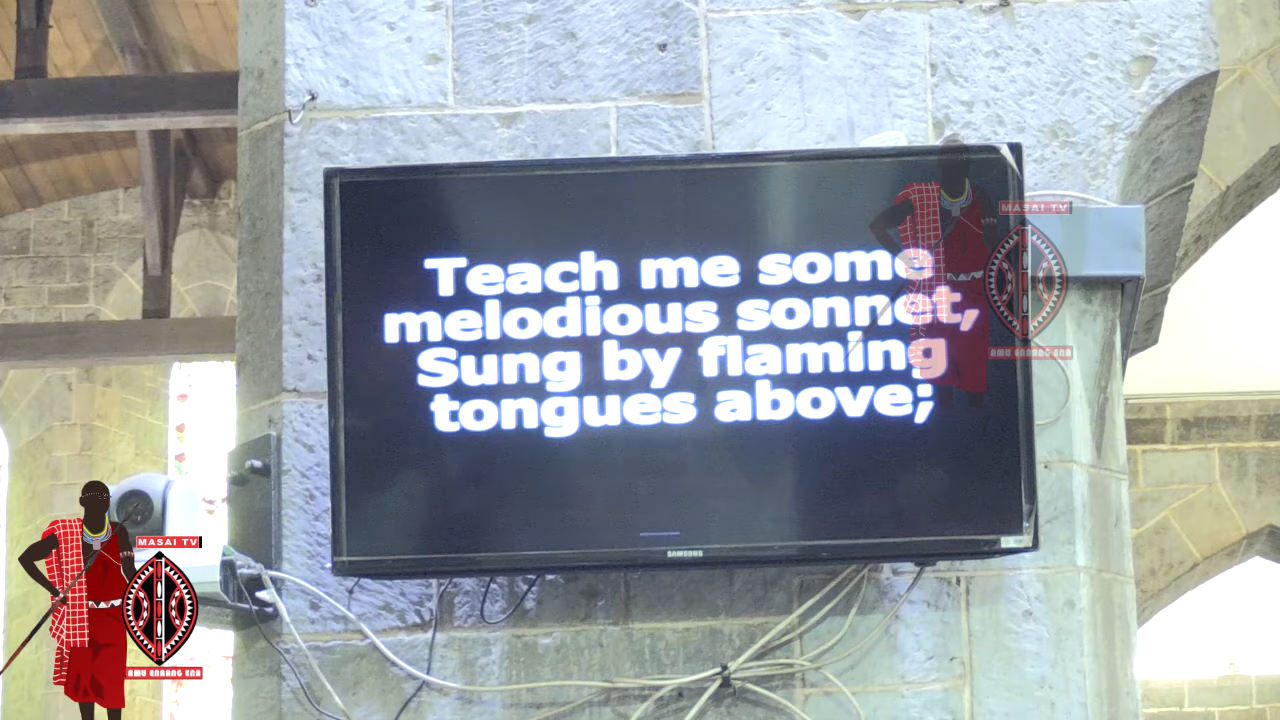 Teach me some
melodious sonnet,
Sung by flaming
tongues above;
SAMSUNG
MASAI TV
MASAI TV